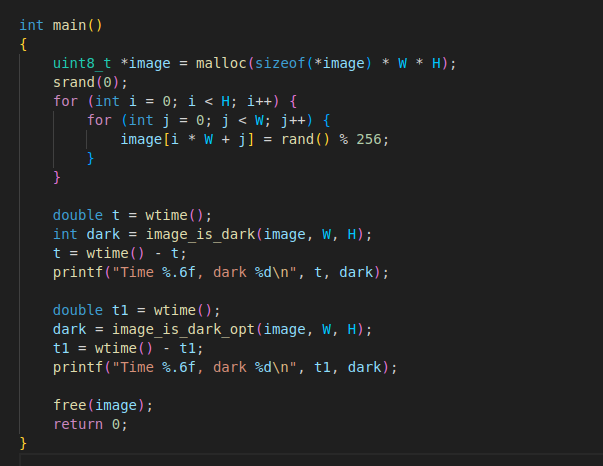 int main()
{
    uint8_t *image = malloc(sizeof(*image) * W * H);
    srand(0);
    for (int i = 0; i < H; i++) {
        for (int j = 0; j < W; j++) {
            image[i * W + j] = rand() % 256;
        }
    }

    double t = wtime();
    int dark = image_is_dark(image, W, H);
    t = wtime() - t;
    printf("Time %.6f, dark %d\n", t, dark);

    double t1 = wtime();
    dark = image_is_dark_opt(image, W, H);
    t1 = wtime() - t1;
    printf("Time %.6f, dark %d\n", t1, dark);

    free(image);
    return 0;
}